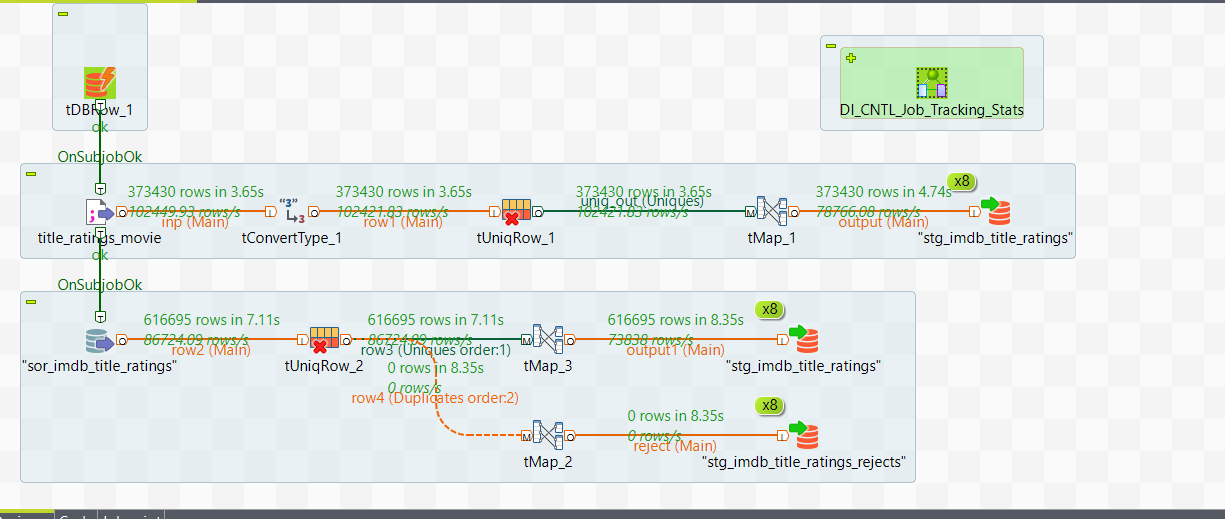 tDBRow_1
ok
OnSubjobOk
DI_CNTL_Job_Tracking_Stats
373430 rows in 3.65s
102449.93 rows/s
inp (Main)
373430 rows in 3.65s
102421.83 rows/s
row1 (Main)
373430 rows in 3.65s
102421.83 rows/s
uniq_out (Uniques)
373430 rows in 4.74s
78766.08 rows/s
output (Main)
x8
title_ratings_movie
"3"
3
tConvertType_1
tUniqRow_1
tMap_1
"stg_imdb_title_ratings"
ok
OnSubjobOk
616695 rows in 7.11s
86724.09 rows/s
row2 (Main)
616695 rows in 7.11s
86724.09 rows/s
row3 (Uniques order:1)
616695 rows in 8.35s
73838 rows/s
output1 (Main)
x8
"sor_imdb_title_ratings"
tUniqRow_2
tMap_3
"stg_imdb_title_ratings"
0 rows in 8.35s
0 rows/s
row4 (Duplicates order:2)
0 rows in 8.35s
0 rows/s
reject (Main)
x8
tMap_2
"stg_imdb_title_ratings_rejects"